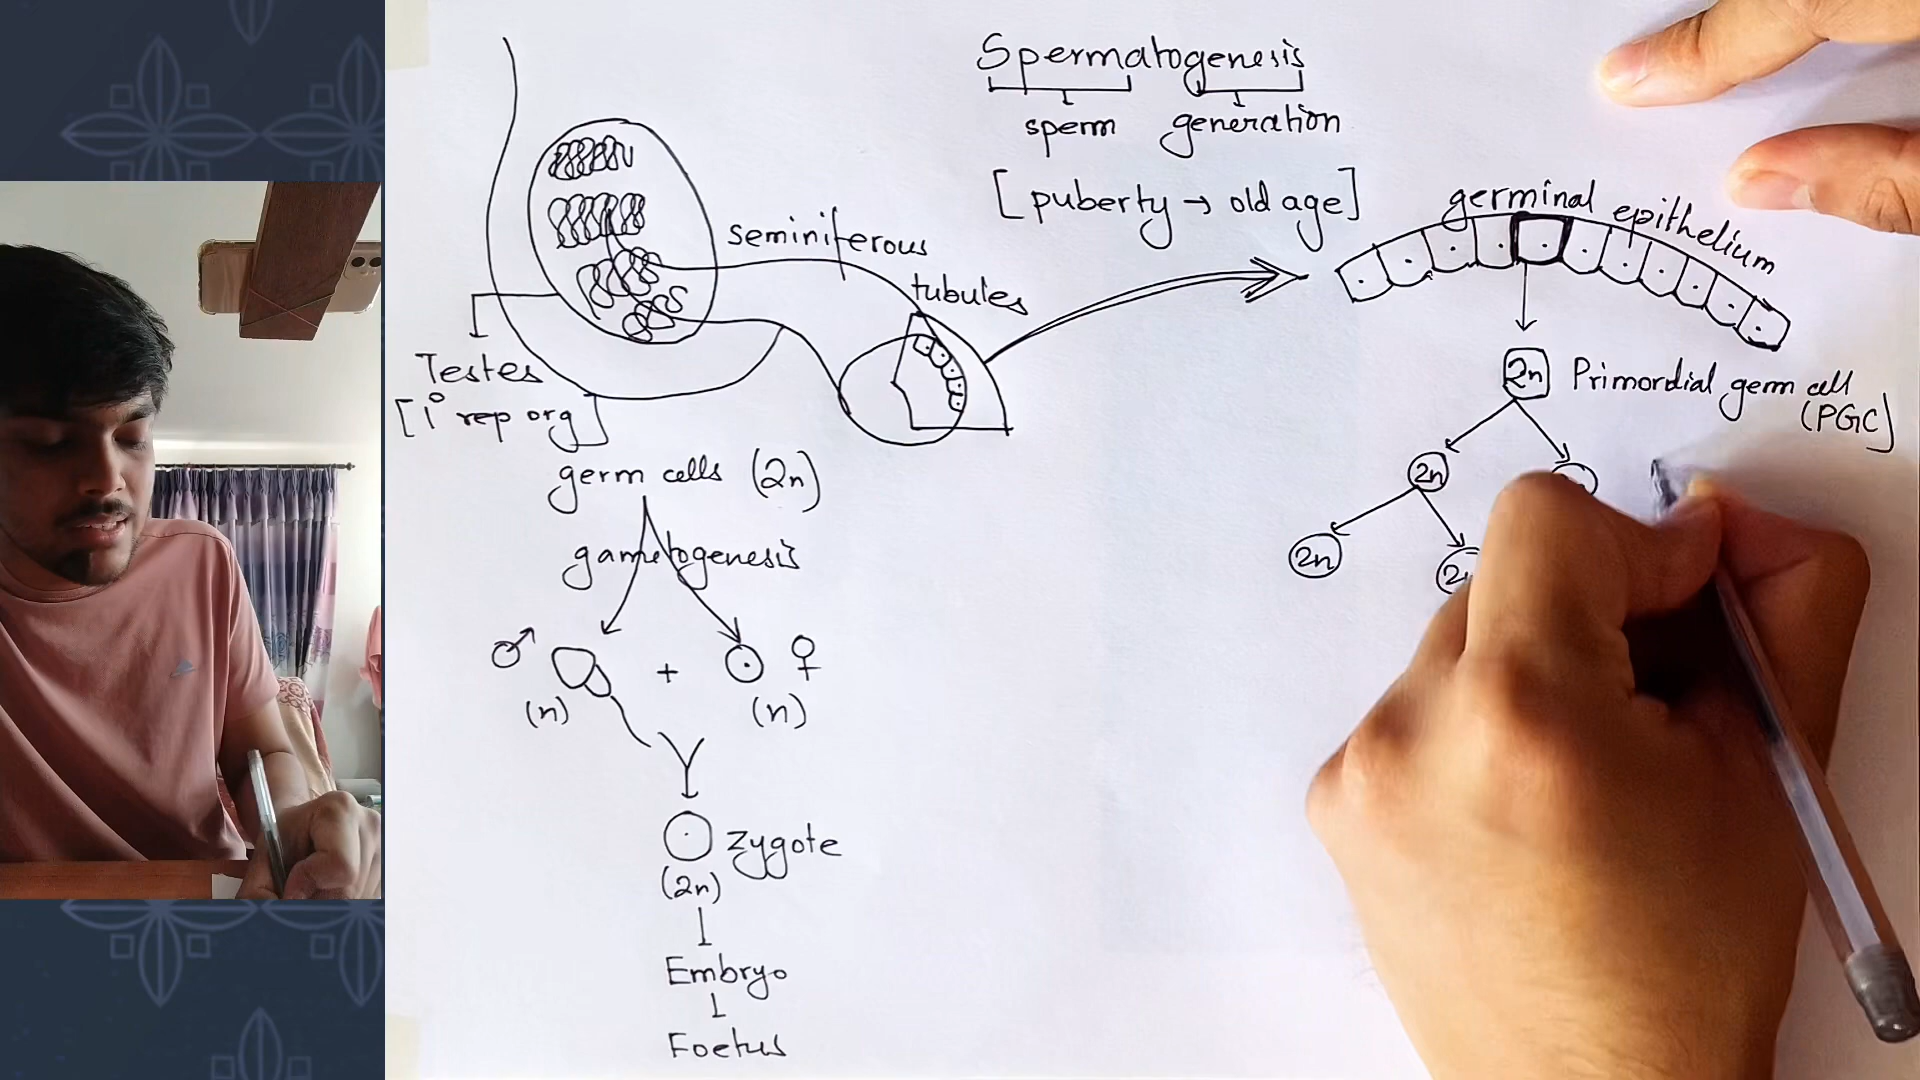 Spermatogenesis
sperm generation
[puberty → old age]
germinal epithelium
seminiferous
tubules
Testes
[1° rep org]
2n Primordial germ cell
(PGC)
2n
2n
germ cells (2n)
gametogenesis
♂ + ♀
(n) (n)
Zygote
(2n)
Embryo
Foetus